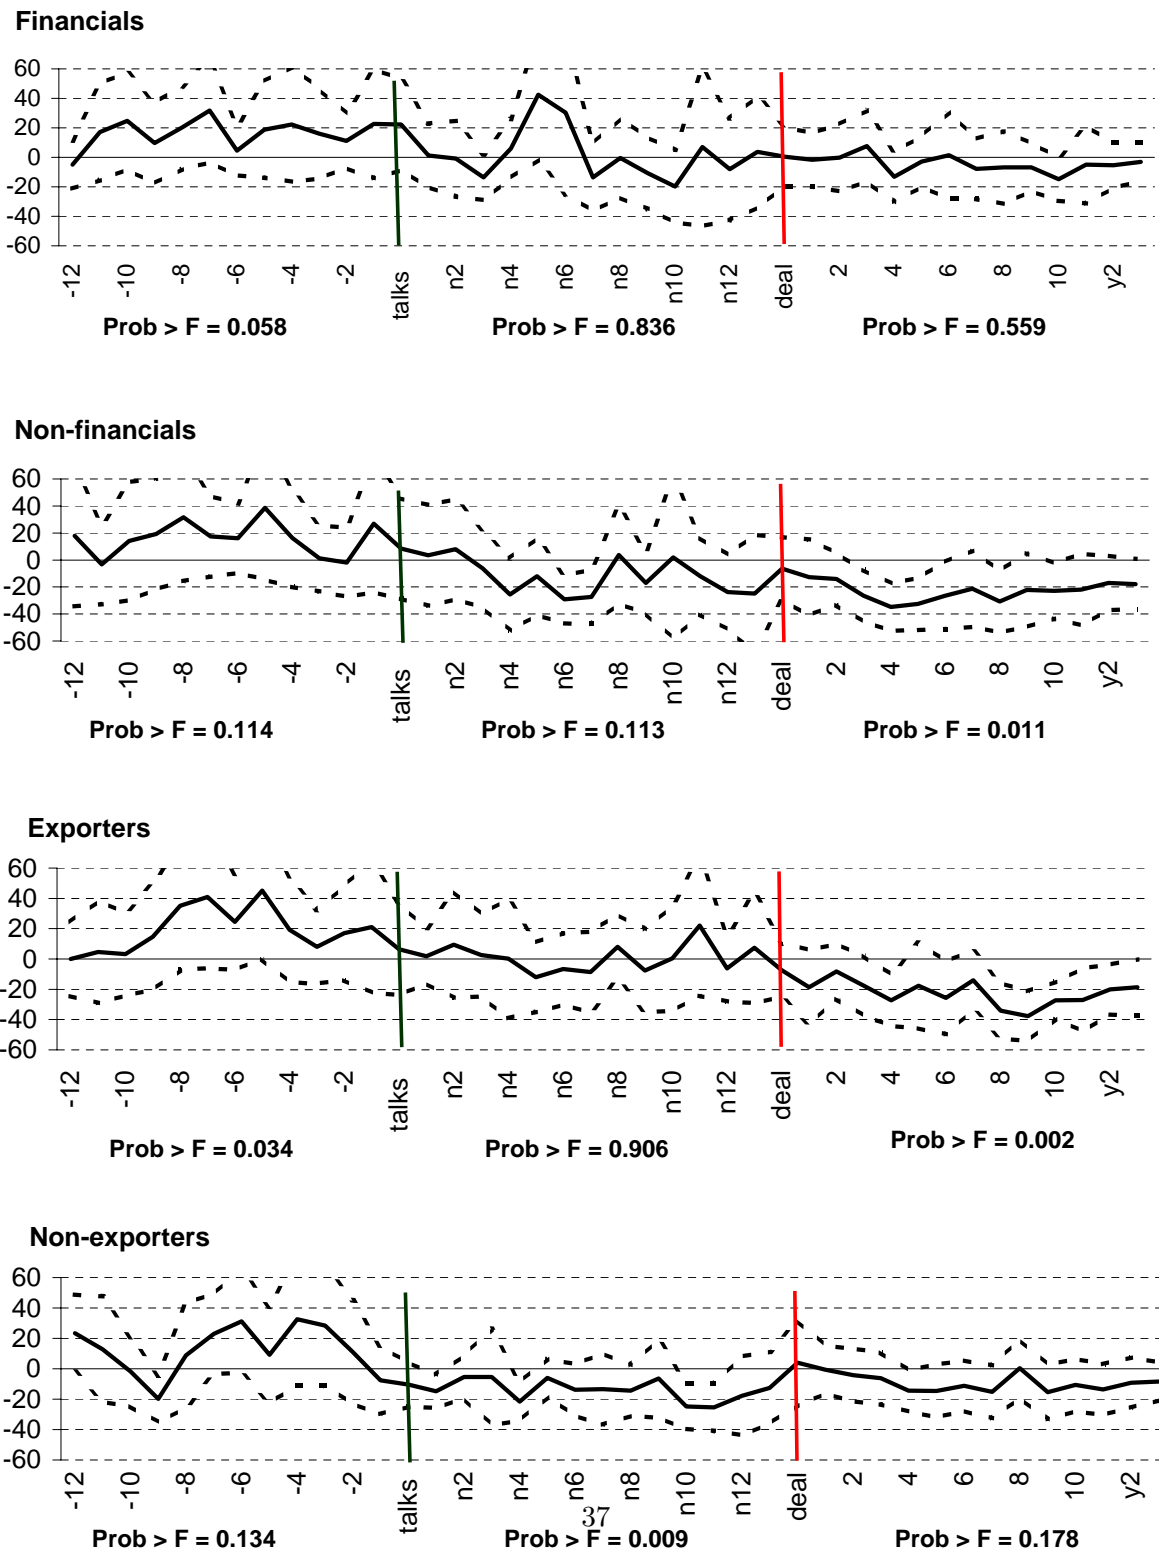 Financials
60
40
20
0
-20
-40
-60
-12 -10 -8 -6 -4 -2 talks n2 n4 n6 n8 n10 n12 deal 2 4 6 8 10 y2
Prob > F = 0.058 Prob > F = 0.836 Prob > F = 0.559
Non-financials
60
40
20
0
-20
-40
-60
-12 -10 -8 -6 -4 -2 talks n2 n4 n6 n8 n10 n12 deal 2 4 6 8 10 y2
Prob > F = 0.114 Prob > F = 0.113 Prob > F = 0.011
Exporters
60
40
20
0
-20
-40
-60
-12 -10 -8 -6 -4 -2 talks n2 n4 n6 n8 n10 n12 deal 2 4 6 8 10 y2
Prob > F = 0.034 Prob > F = 0.906 Prob > F = 0.002
Non-exporters
60
40
20
0
-20
-40
-60
-12 -10 -8 -6 -4 -2 talks n2 n4 n6 n8 n10 n12 deal 2 4 6 8 10 y2
37
Prob > F = 0.134 Prob > F = 0.009 Prob > F = 0.178